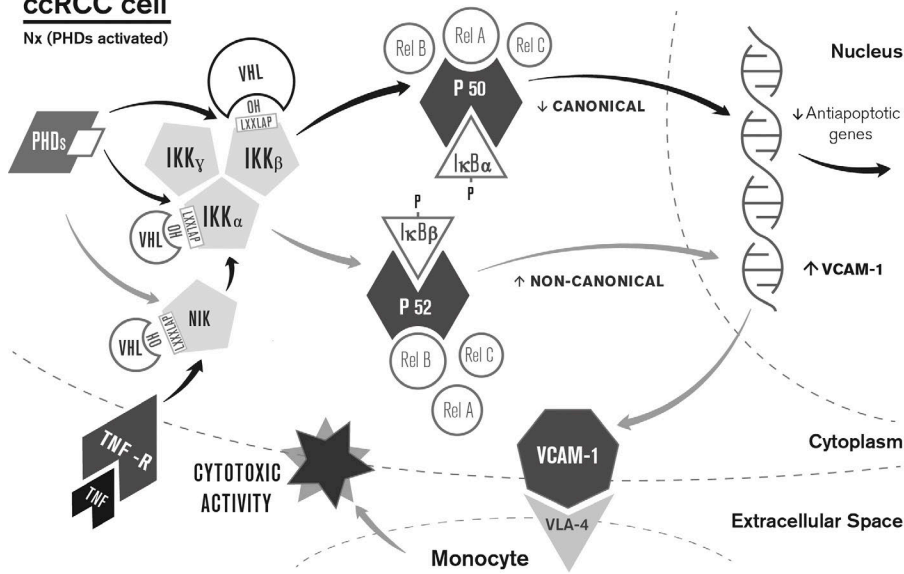 ccRCC cell
Nx (PHDs activated)
Rel B
Rel A
Rel C
Nucleus
VHL
P 50
OH
LXXLAP
↓ CANONICAL
↓ Antiapoptotic
genes
PHDs
IKKγ
IKKβ
IκBα
P
P
IKKα
LXXLAP
OH
VHL
IκBβ
↑ NON-CANONICAL
↑ VCAM-1
P 52
NIK
LXXXLAP
OH
VHL
Rel B
Rel C
Rel A
TNF -R
TNF
CYTOTOXIC
ACTIVITY
VCAM-1
Cytoplasm
VLA-4
Extracellular Space
Monocyte